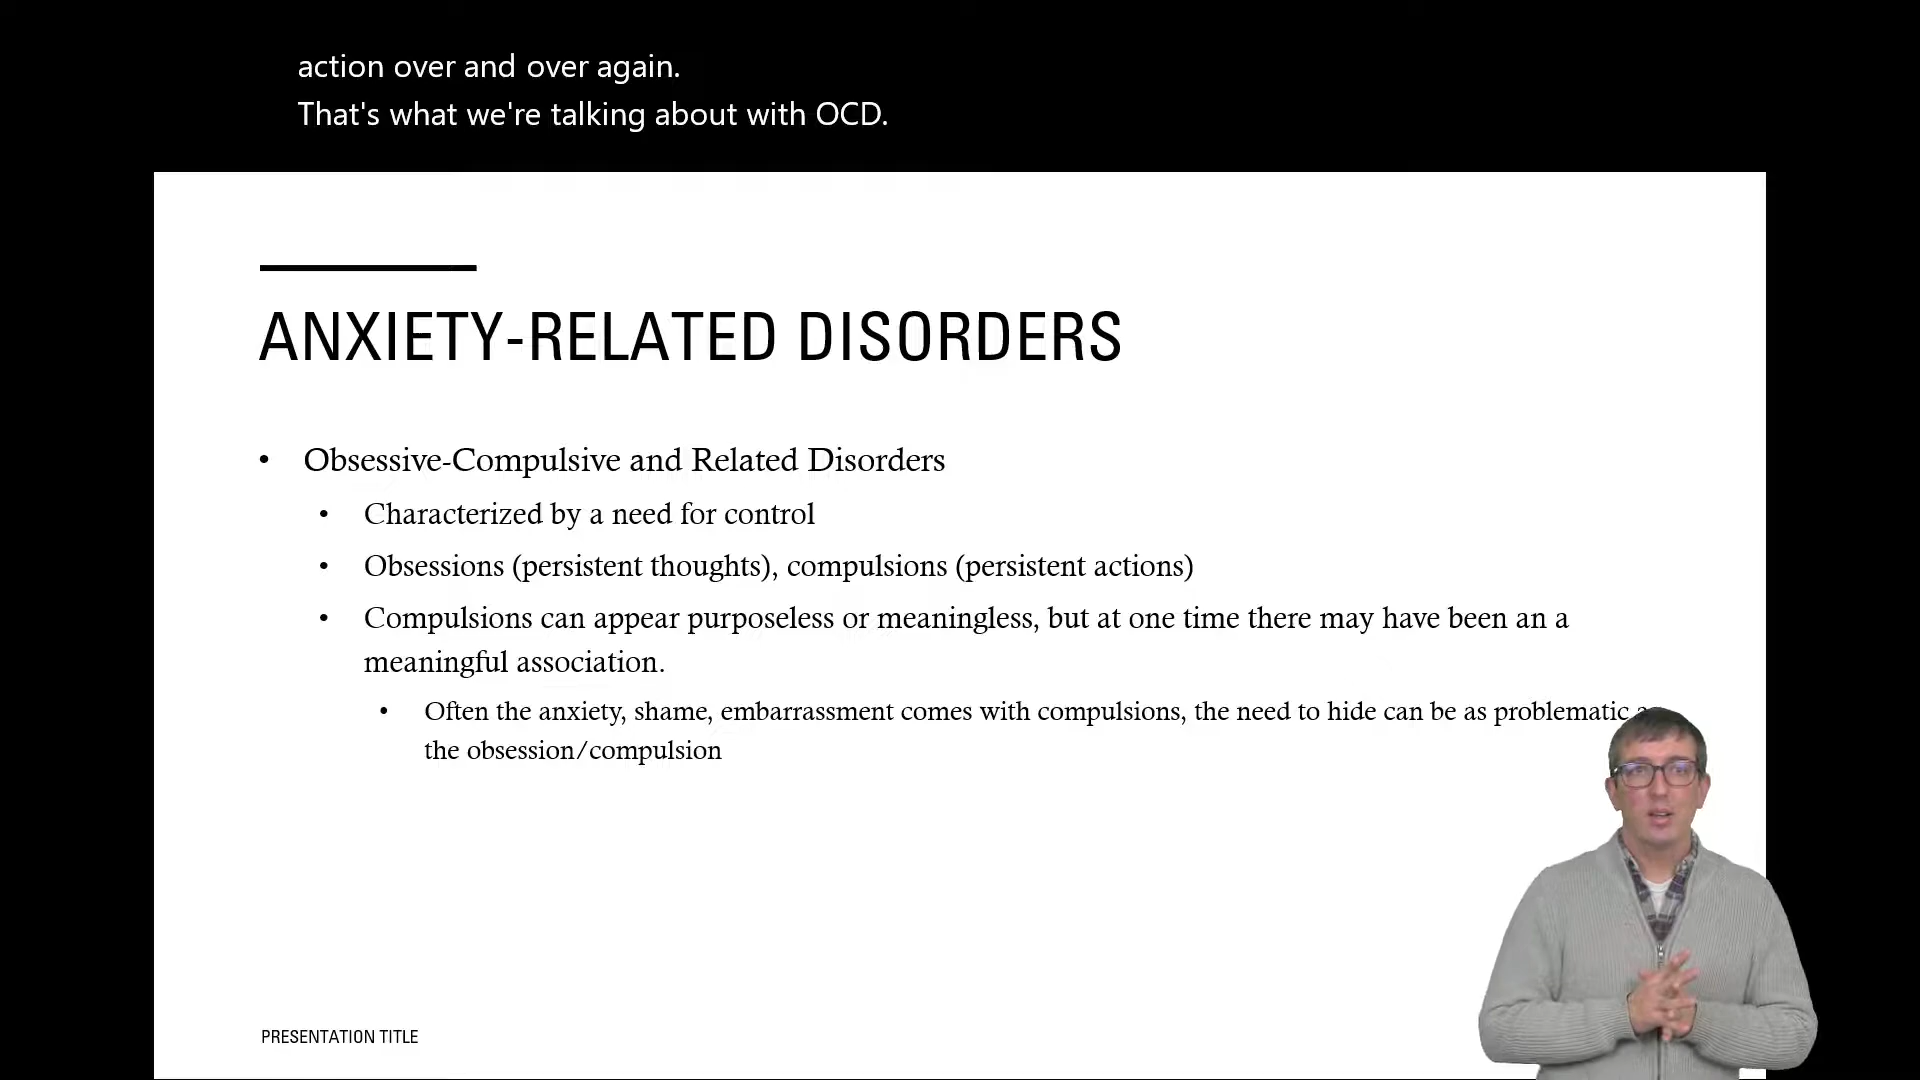 action over and over again.
That's what we're talking about with OCD.
ANXIETY-RELATED DISORDERS
• Obsessive-Compulsive and Related Disorders
• Characterized by a need for control
• Obsessions (persistent thoughts), compulsions (persistent actions)
• Compulsions can appear purposeless or meaningless, but at one time there may have been an a
meaningful association.
• Often the anxiety, shame, embarrassment comes with compulsions, the need to hide can be as problematic
the obsession/compulsion
PRESENTATION TITLE